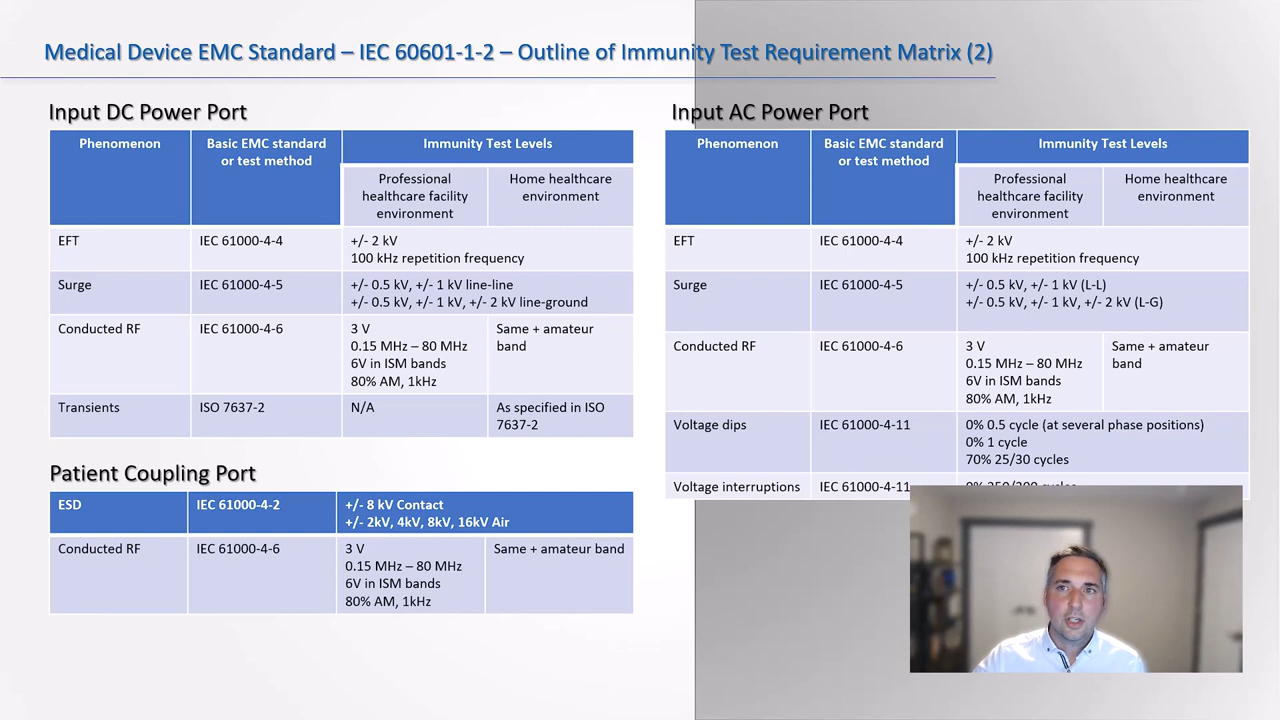 Medical Device EMC Standard – IEC 60601-1-2 – Outline of Immunity Test Requirement Matrix (2)
Input DC Power Port
Phenomenon
Basic EMC standard
or test method
Immunity Test Levels
Professional
healthcare facility
environment
Home healthcare
environment
EFT
IEC 61000-4-4
+/- 2 kV
100 kHz repetition frequency
Surge
IEC 61000-4-5
+/- 0.5 kV, +/- 1 kV line-line
+/- 0.5 kV, +/- 1 kV, +/- 2 kV line-ground
Conducted RF
IEC 61000-4-6
3 V
0.15 MHz – 80 MHz
6V in ISM bands
80% AM, 1kHz
Same + amateur
band
Transients
ISO 7637-2
N/A
As specified in ISO
7637-2
Patient Coupling Port
ESD
IEC 61000-4-2
+/- 8 kV Contact
+/- 2kV, 4kV, 8kV, 16kV Air
Conducted RF
IEC 61000-4-6
3 V
0.15 MHz – 80 MHz
6V in ISM bands
80% AM, 1kHz
Same + amateur band
Input AC Power Port
Phenomenon
Basic EMC standard
or test method
Immunity Test Levels
Professional
healthcare facility
environment
Home healthcare
environment
EFT
IEC 61000-4-4
+/- 2 kV
100 kHz repetition frequency
Surge
IEC 61000-4-5
+/- 0.5 kV, +/- 1 kV (L-L)
+/- 0.5 kV, +/- 1 kV, +/- 2 kV (L-G)
Conducted RF
IEC 61000-4-6
3 V
0.15 MHz – 80 MHz
6V in ISM bands
80% AM, 1kHz
Same + amateur
band
Voltage dips
IEC 61000-4-11
0% 0.5 cycle (at several phase positions)
0% 1 cycle
70% 25/30 cycles
Voltage interruptions
IEC 61000-4-11